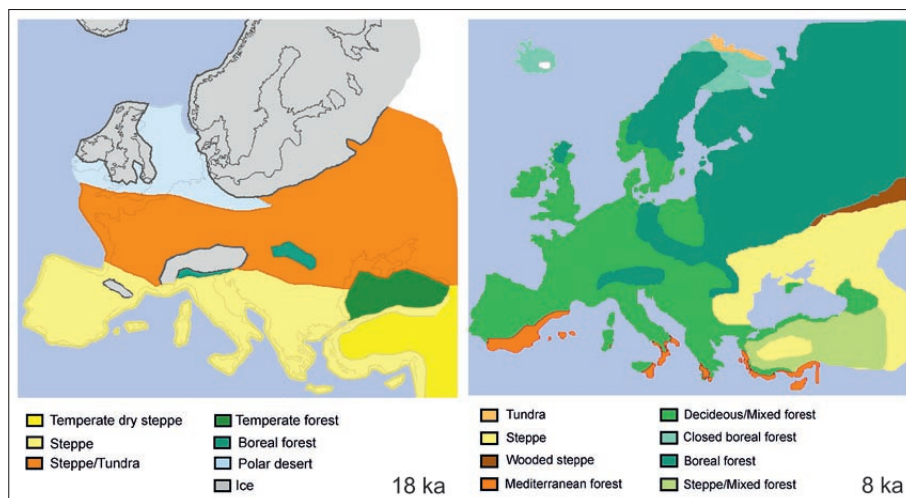 Temperate dry steppe
Steppe
Steppe/Tundra
Temperate forest
Boreal forest
Polar desert
Ice
18 ka
Tundra
Steppe
Wooded steppe
Mediterranean forest
Decideous/Mixed forest
Closed boreal forest
Boreal forest
Steppe/Mixed forest
8 ka